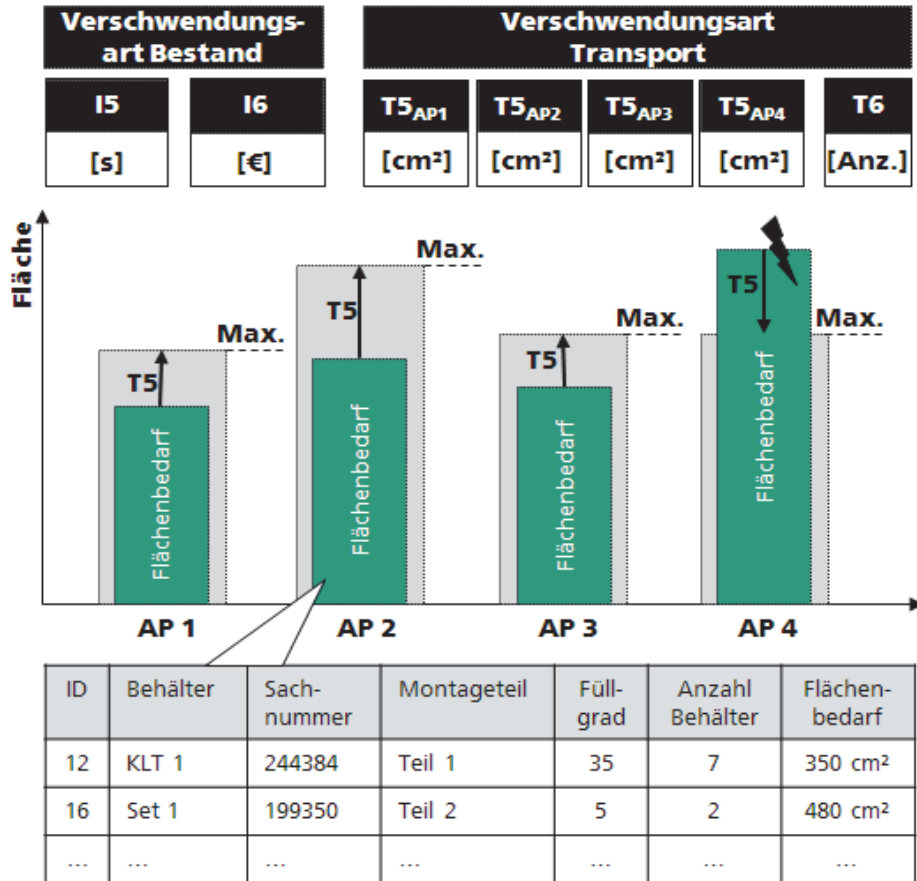 Verschwendungs-
art Bestand
Verschwendungsart
Transport
I5
I6
T5AP1
T5AP2
T5AP3
T5AP4
T6
[s]
[€]
[cm²]
[cm²]
[cm²]
[cm²]
[Anz.]
Fläche
Max.
T5
Flächenbedarf
Max.
T5
Flächenbedarf
Max.
T5
Flächenbedarf
Max.
T5
Flächenbedarf
AP 1
AP 2
AP 3
AP 4
ID Behälter Sach-nummer Montageteil Füll-grad Anzahl Behälter Flächen-bedarf
12 KLT 1 244384 Teil 1 35 7 350 cm²
16 Set 1 199350 Teil 2 5 2 480 cm²
... ... ... ... ... ... ...